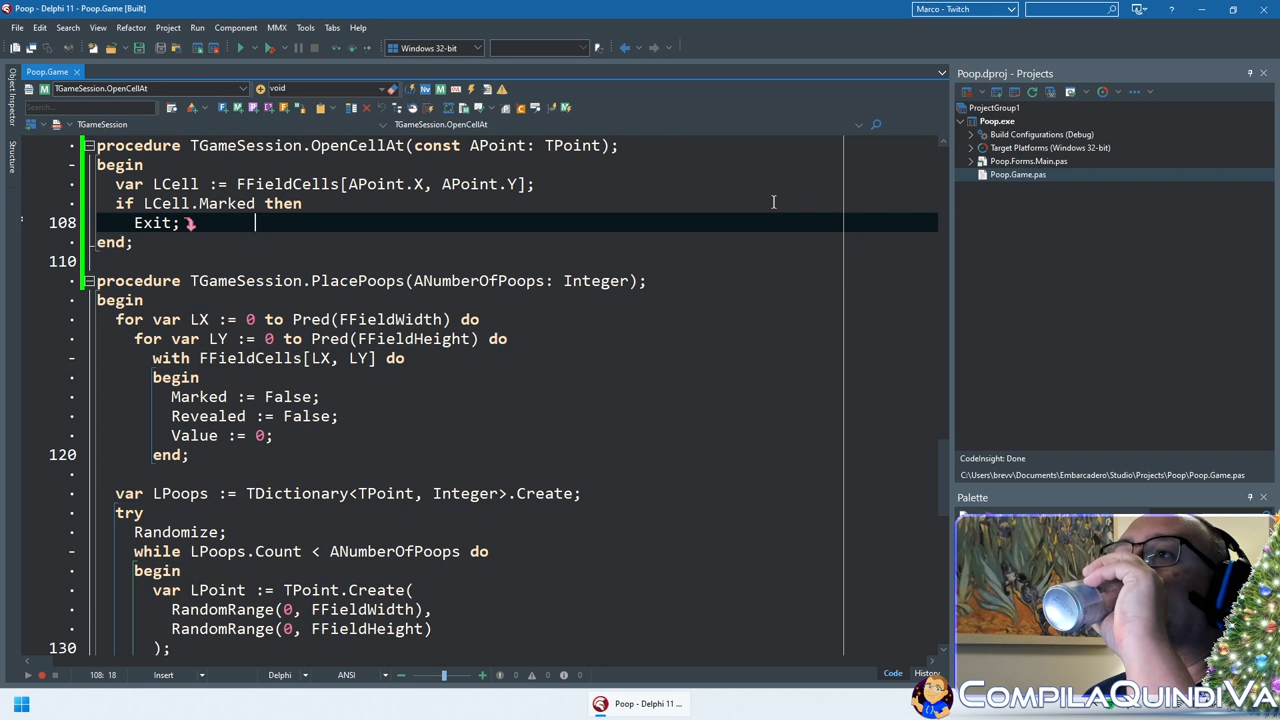 Poop - Delphi 11 - Poop.Game [Built]
Marco - Twitch
File Edit Search View Refactor Project Run Component MMX Tools Tabs Help
Windows 32-bit
Poop.Game
TGameSession.OpenCellAt
void
Search...
TGameSession
TGameSession.OpenCellAt
Object Inspector
Structure
procedure TGameSession.OpenCellAt(const APoint: TPoint);
begin
var LCell := FFieldCells[APoint.X, APoint.Y];
if LCell.Marked then
108 Exit;
end;
110
procedure TGameSession.PlacePoops(ANumberOfPoops: Integer);
begin
for var LX := 0 to Pred(FFieldWidth) do
for var LY := 0 to Pred(FFieldHeight) do
with FFieldCells[LX, LY] do
begin
Marked := False;
Revealed := False;
Value := 0;
120 end;
var LPoops := TDictionary<TPoint, Integer>.Create;
try
Randomize;
while LPoops.Count < ANumberOfPoops do
begin
var LPoint := TPoint.Create(
RandomRange(0, FFieldWidth),
RandomRange(0, FFieldHeight)
130 );
108: 18 Insert Delphi ANSI 0 0 0 Code History
Poop.dproj - Projects
ProjectGroup1
Poop.exe
Build Configurations (Debug)
Target Platforms (Windows 32-bit)
Poop.Forms.Main.pas
Poop.Game.pas
CodeInsight: Done
C:\Users\brevv\Documents\Embarcadero\Studio\Projects\Poop\Poop.Game.pas
Palette
Poop - Delphi 11 ...
COMPILAQUINDIVA